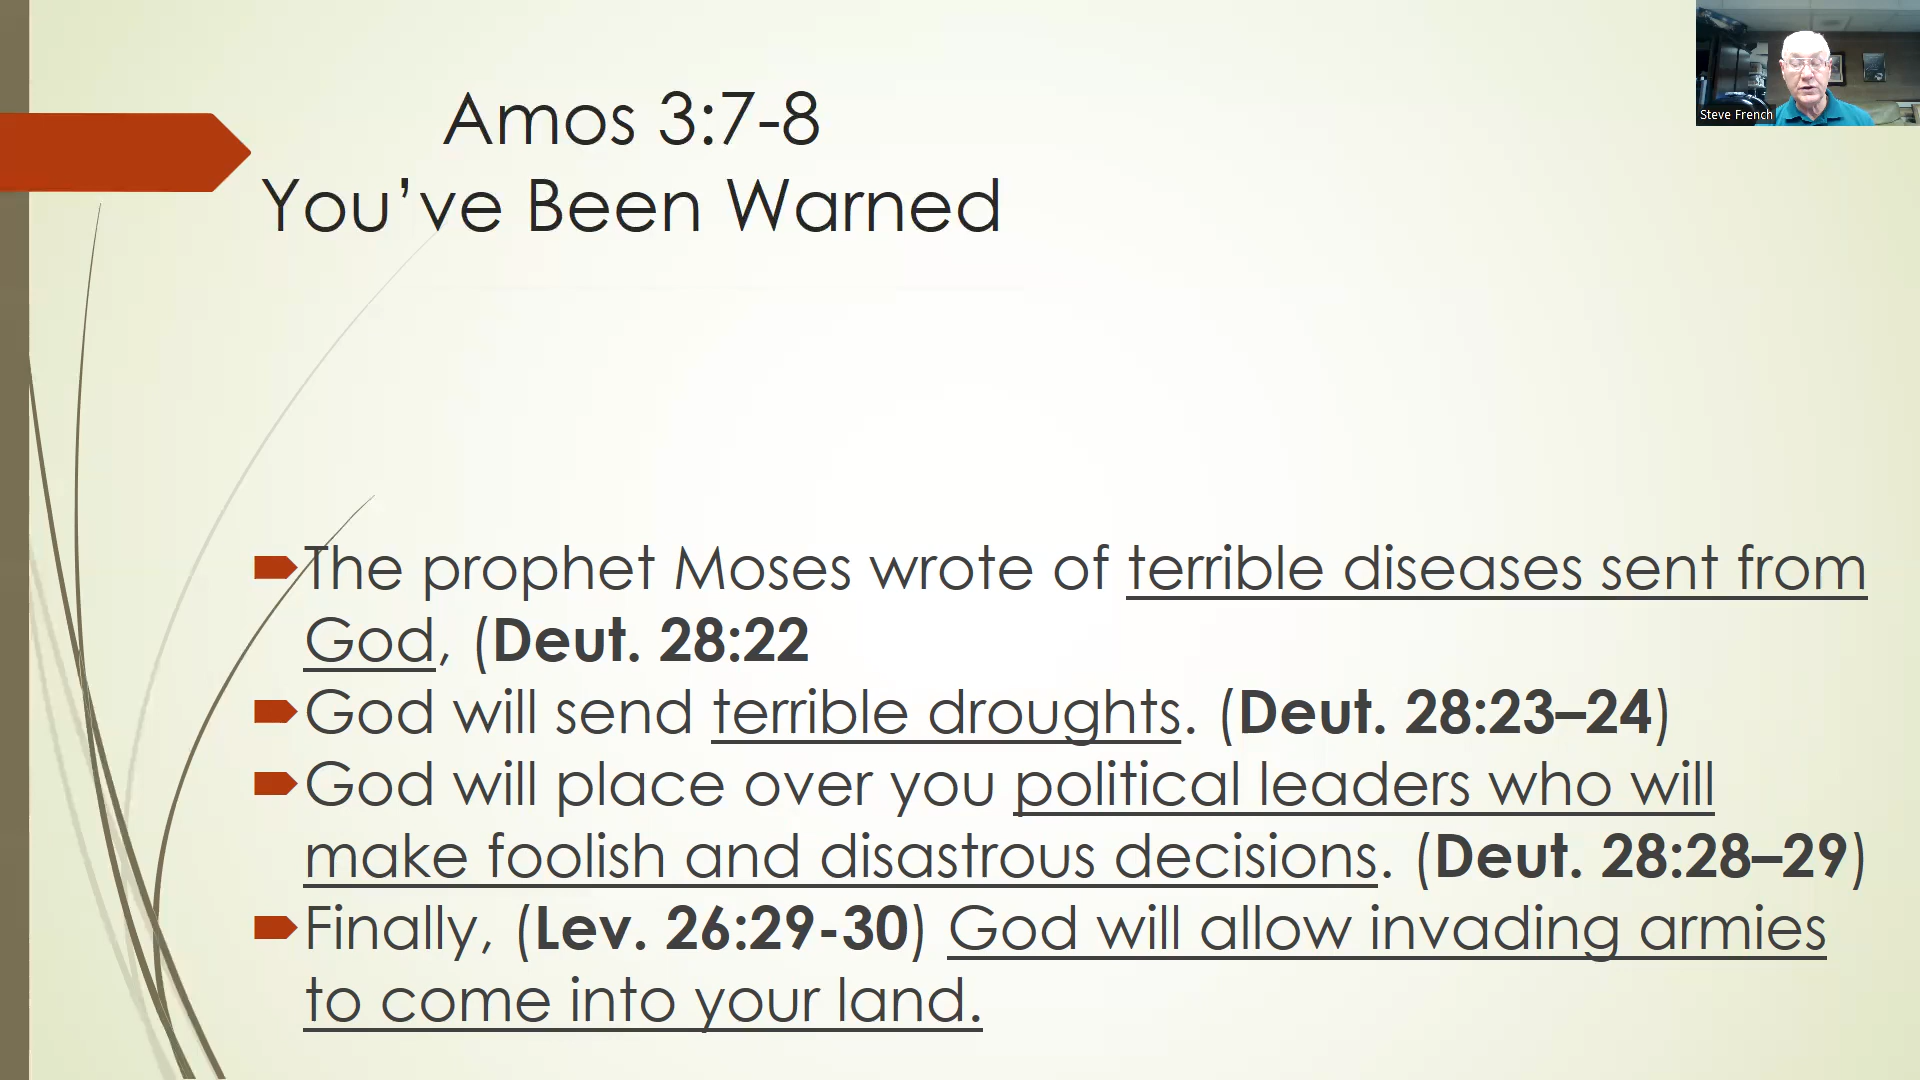 Amos 3:7-8
You’ve Been Warned
Steve French
The prophet Moses wrote of terrible diseases sent from
God, (Deut. 28:22
God will send terrible droughts. (Deut. 28:23–24)
God will place over you political leaders who will
make foolish and disastrous decisions. (Deut. 28:28–29)
Finally, (Lev. 26:29-30) God will allow invading armies
to come into your land.